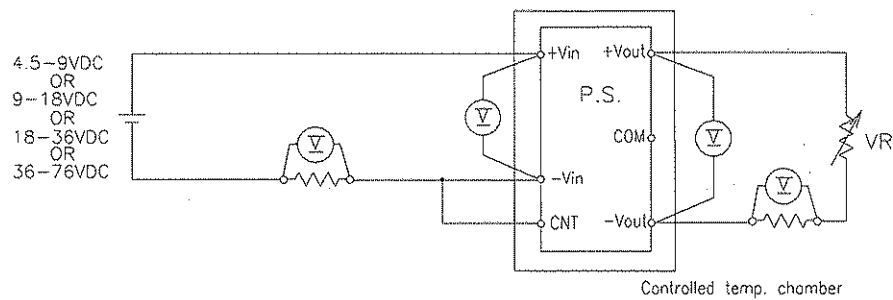 4.5-9VDC
OR
9-18VDC
OR
18-36VDC
OR
36-76VDC
V
V
+Vin
-Vin
CNT
P.S.
+Vout
COM
-Vout
V
V
VR
Controlled temp. chamber